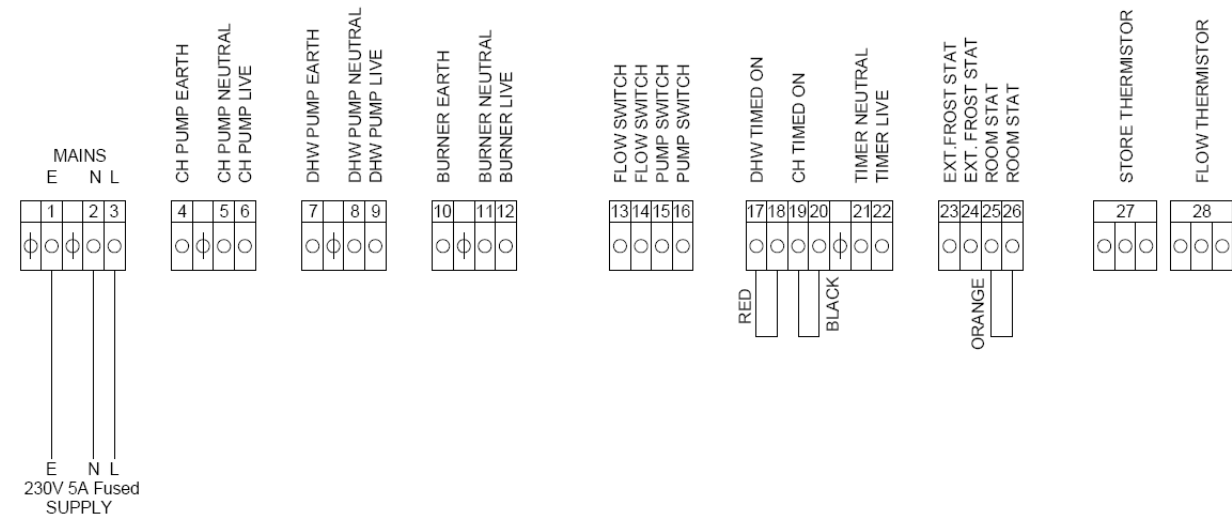 MAINS
E N L
CH PUMP EARTH
CH PUMP NEUTRAL
CH PUMP LIVE
DHW PUMP EARTH
DHW PUMP NEUTRAL
DHW PUMP LIVE
BURNER EARTH
BURNER NEUTRAL
BURNER LIVE
FLOW SWITCH
FLOW SWITCH
PUMP SWITCH
PUMP SWITCH
DHW TIMED ON
CH TIMED ON
TIMER NEUTRAL
TIMER LIVE
EXT.FROST STAT
EXT. FROST STAT
ROOM STAT
ROOM STAT
STORE THERMISTOR
FLOW THERMISTOR
1 2 3
4 5 6
7 8 9
10 11 12
13 14 15 16
17 18 19 20 21 22
23 24 25 26
27
28
RED
BLACK
ORANGE
E N L
230V 5A Fused
SUPPLY